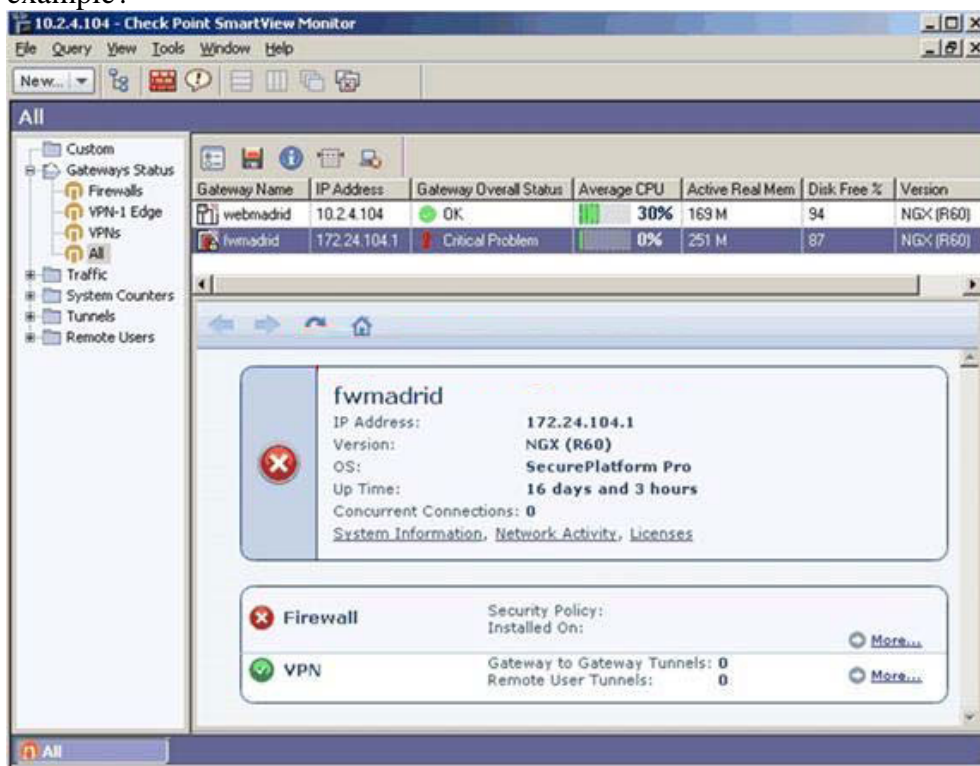 example?
10.2.4.104 - Check Point SmartView Monitor
File Query View Tools Window Help
New...
All
Custom
Gateways Status
Firewalls
VPN-1 Edge
VPNs
All
Traffic
System Counters
Tunnels
Remote Users
Gateway Name IP Address Gateway Overall Status Average CPU Active Real Mem Disk Free % Version
webmadrid 10.2.4.104 OK 30% 169 M 94 NGX (R60)
fwmadrid 172.24.104.1 Critical Problem 0% 251 M 87 NGX (R60)
fwmadrid
IP Address: 172.24.104.1
Version: NGX (R60)
OS: SecurePlatform Pro
Up Time: 16 days and 3 hours
Concurrent Connections: 0
System Information, Network Activity, Licenses
Firewall
Security Policy:
Installed On:
More...
VPN
Gateway to Gateway Tunnels: 0
Remote User Tunnels: 0
More...
All